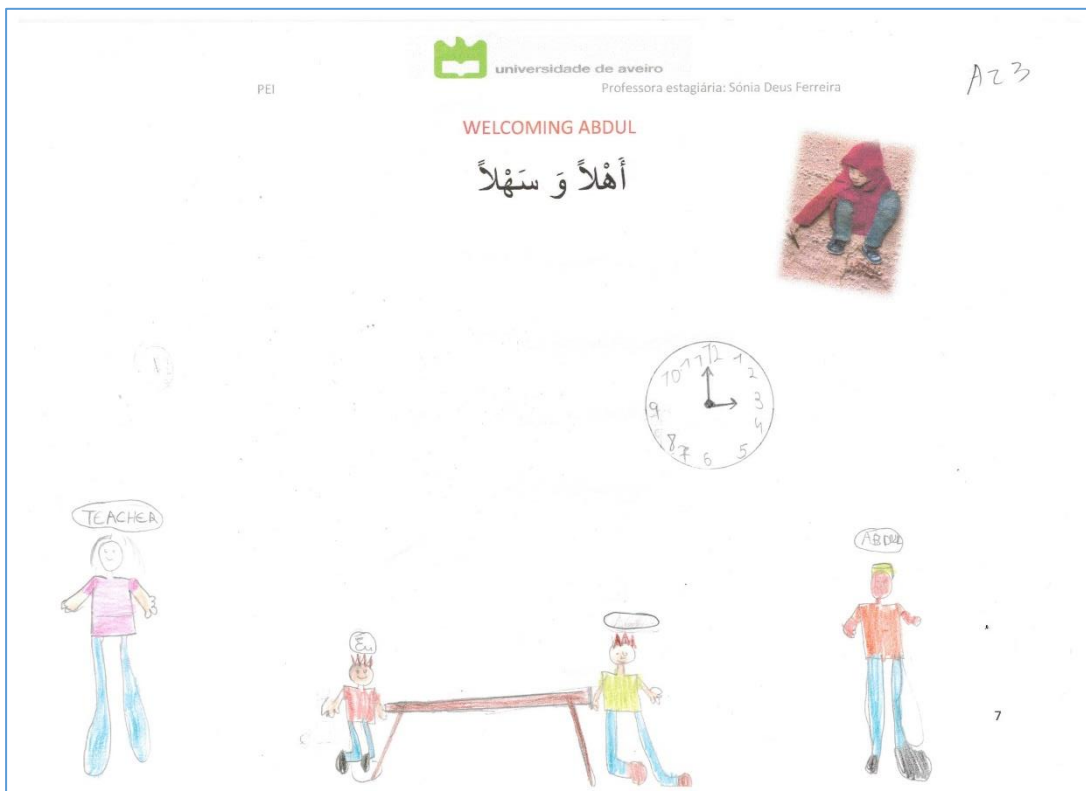 universidade de aveiro
PEI
Professora estagiária: Sónia Deus Ferreira
Az3
WELCOMING ABDUL
أَهْلاً وَ سَهْلاً
12
11
1
10
2
9
3
8
4
7
6
5
TEACHER
ABDUL
Eu
7